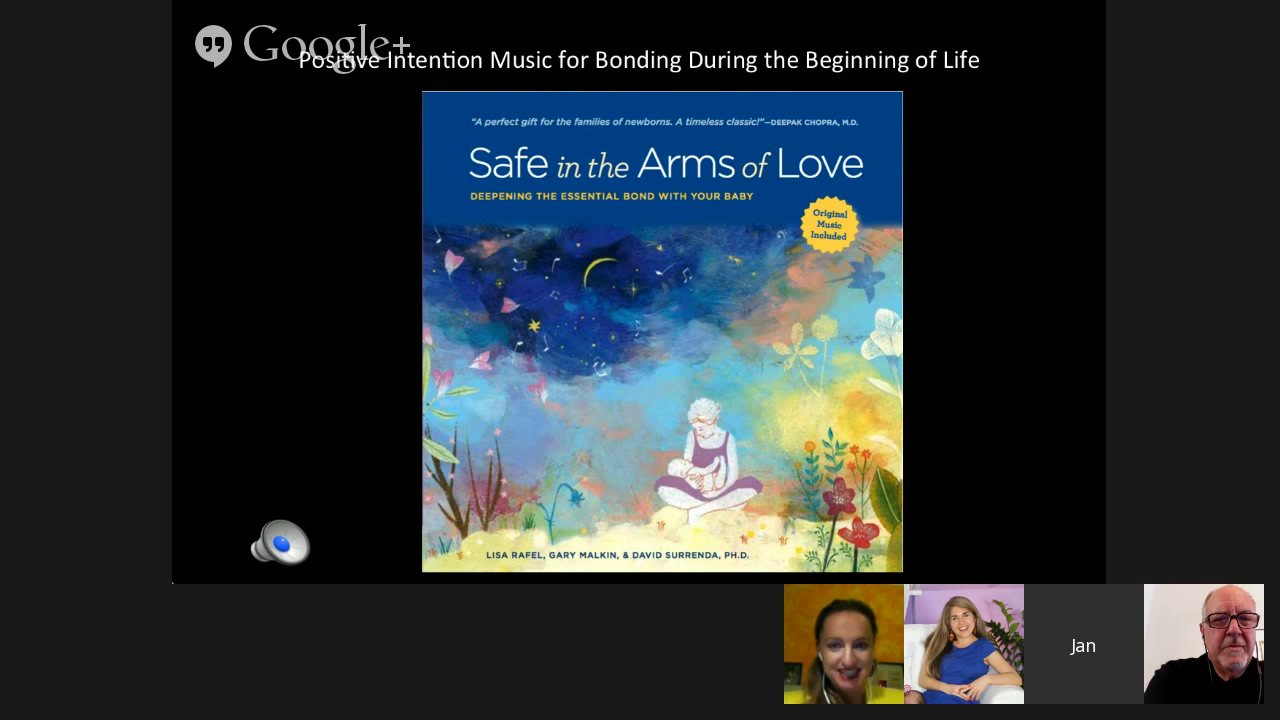 Google+
Positive Intention Music for Bonding During the Beginning of Life
“A perfect gift for the families of newborns. A timeless classic!”—DEEPAK CHOPRA, M.D.
Safe in the Arms of Love
DEEPENING THE ESSENTIAL BOND WITH YOUR BABY
Original
Music
Included
LISA RAFEL, GARY MALKIN, & DAVID SURRENDA, PH.D.
Jan